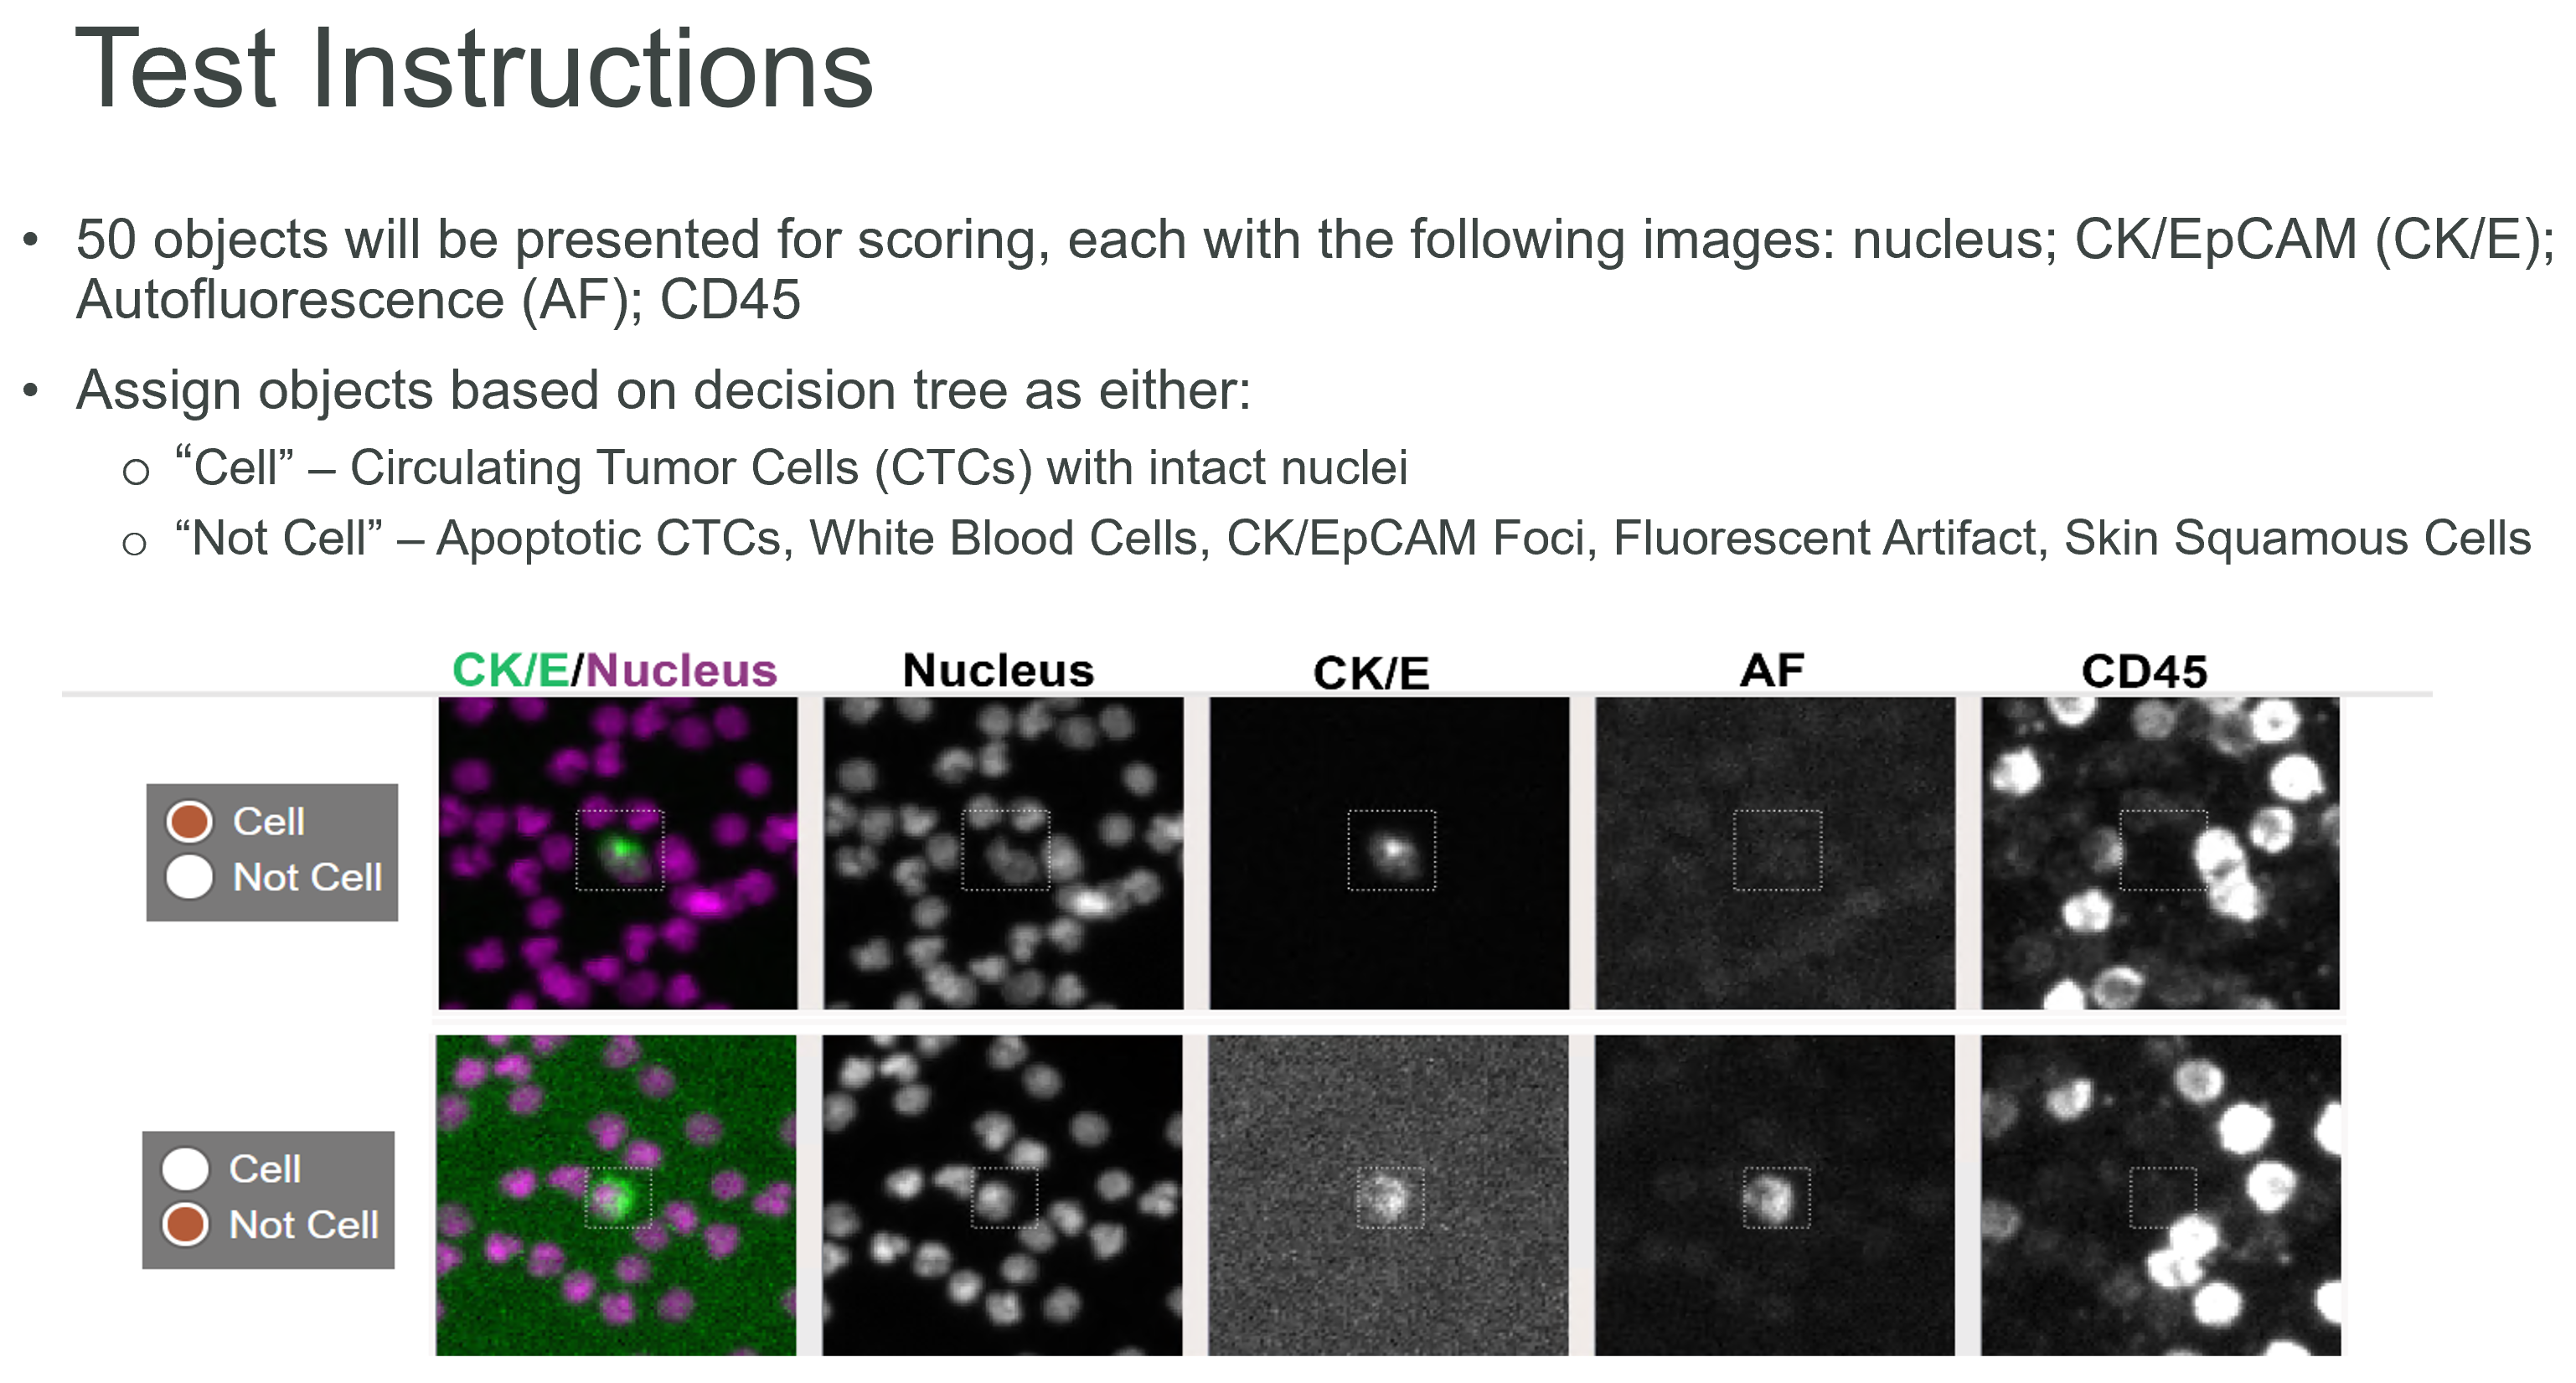 Test Instructions
• 50 objects will be presented for scoring, each with the following images: nucleus; CK/EpCAM (CK/E);
Autofluorescence (AF); CD45
• Assign objects based on decision tree as either:
o “Cell” – Circulating Tumor Cells (CTCs) with intact nuclei
o “Not Cell” – Apoptotic CTCs, White Blood Cells, CK/EpCAM Foci, Fluorescent Artifact, Skin Squamous Cells
CK/E/Nucleus Nucleus CK/E AF CD45
Cell
Not Cell
Cell
Not Cell